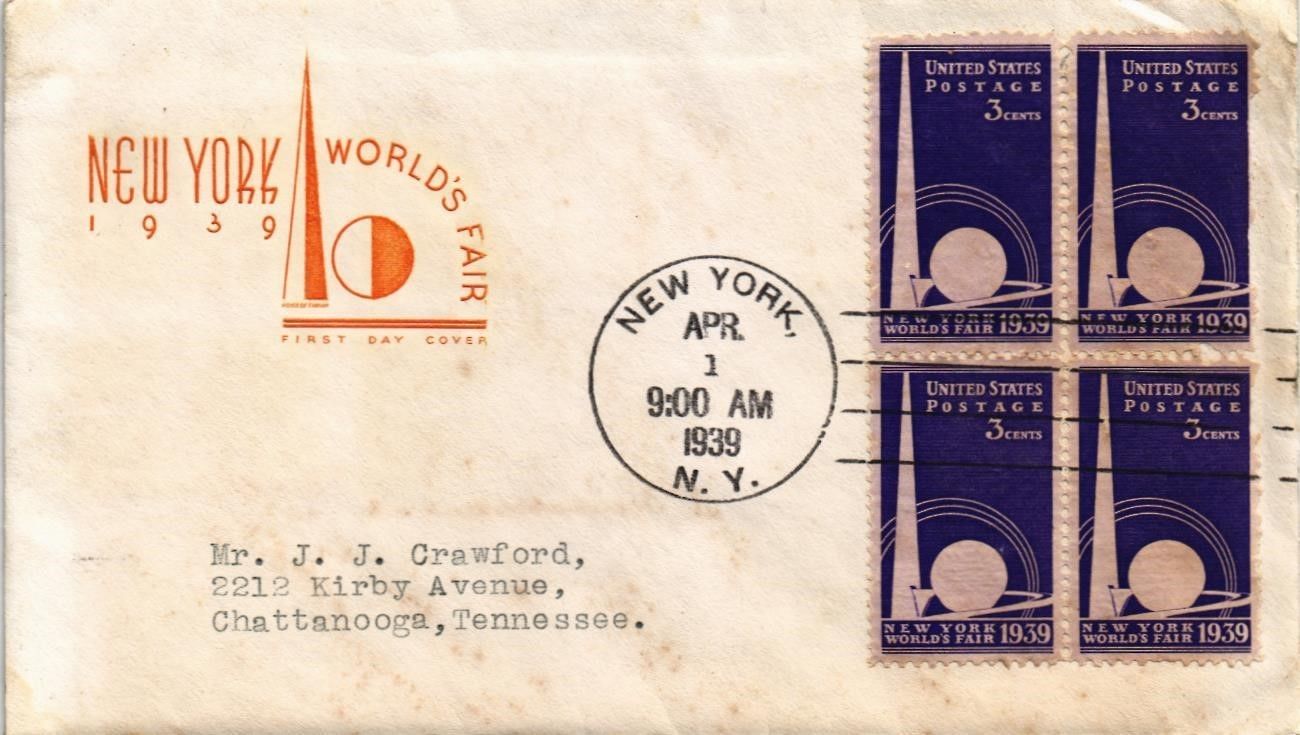 NEW YORK
1939
WORLD'S FAIR
FIRST DAY COVER
NEW YORK,
APR.
1
9:00 AM
1939
N. Y.
UNITED STATES
POSTAGE
3 CENTS
NEW YORK
WORLD'S FAIR 1939
UNITED STATES
POSTAGE
3 CENTS
NEW YORK
WORLD'S FAIR 1939
UNITED STATES
POSTAGE
3 CENTS
NEW YORK
WORLD'S FAIR 1939
UNITED STATES
POSTAGE
3 CENTS
NEW YORK
WORLD'S FAIR 1939
Mr. J. J. Crawford,
2212 Kirby Avenue,
Chattanooga,Tennessee.